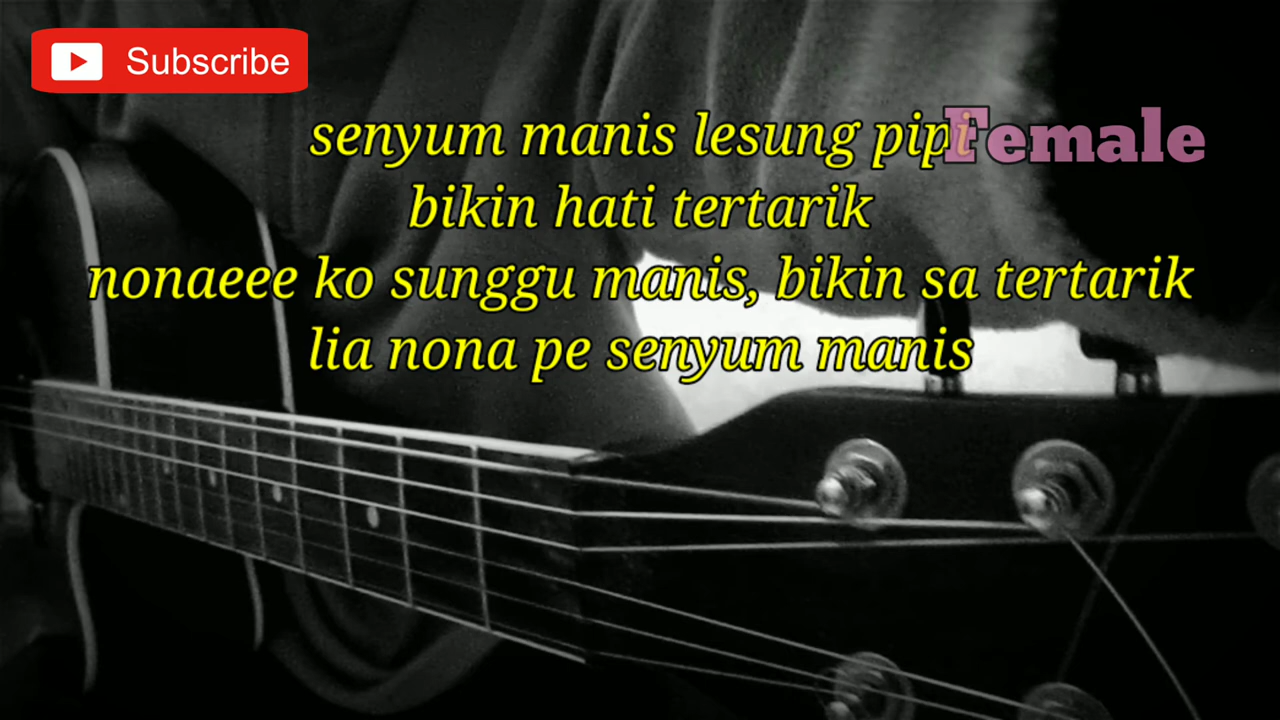 Subscribe
senyum manis lesung pipi
Female
bikin hati tertarik
nonaeee ko sunggu manis, bikin sa tertarik
lia nona pe senyum manis